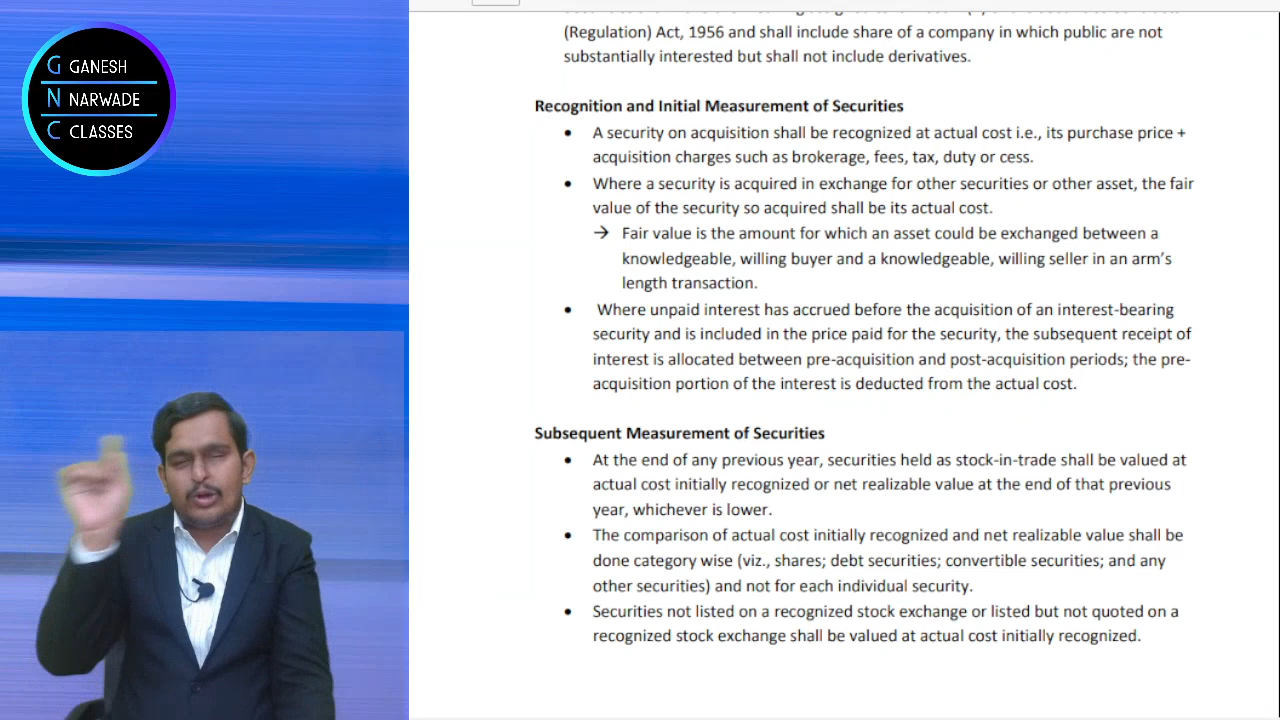 G GANESH
N NARWADE
C CLASSES
(Regulation) Act, 1956 and shall include share of a company in which public are not
substantially interested but shall not include derivatives.
Recognition and Initial Measurement of Securities
• A security on acquisition shall be recognized at actual cost i.e., its purchase price +
acquisition charges such as brokerage, fees, tax, duty or cess.
• Where a security is acquired in exchange for other securities or other asset, the fair
value of the security so acquired shall be its actual cost.
→ Fair value is the amount for which an asset could be exchanged between a
knowledgeable, willing buyer and a knowledgeable, willing seller in an arm's
length transaction.
• Where unpaid interest has accrued before the acquisition of an interest-bearing
security and is included in the price paid for the security, the subsequent receipt of
interest is allocated between pre-acquisition and post-acquisition periods; the pre-
acquisition portion of the interest is deducted from the actual cost.
Subsequent Measurement of Securities
• At the end of any previous year, securities held as stock-in-trade shall be valued at
actual cost initially recognized or net realizable value at the end of that previous
year, whichever is lower.
• The comparison of actual cost initially recognized and net realizable value shall be
done category wise (viz., shares; debt securities; convertible securities; and any
other securities) and not for each individual security.
• Securities not listed on a recognized stock exchange or listed but not quoted on a
recognized stock exchange shall be valued at actual cost initially recognized.